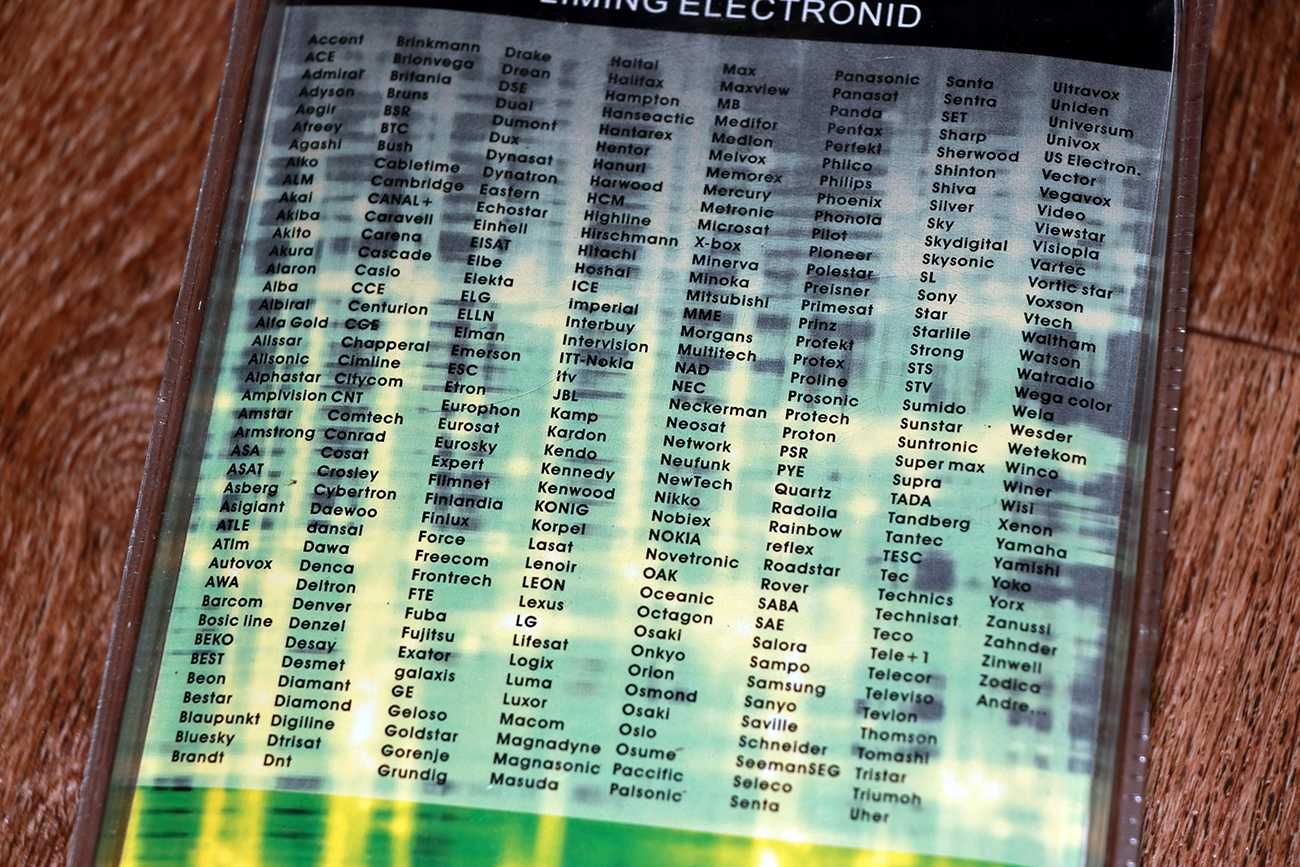 LIMING ELECTRONID
Accent
ACE
Admiral
Adyson
Aegir
Afreey
Agashi
Aiko
ALM
Akai
Akiba
Akito
Akura
Alaron
Alba
Albiral
Alfa Gold
Alissar
Allsonic
Alphastar
Amplvision
Amstar
Armstrong
ASA
ASAT
Asberg
Asigiant
ATLE
ATlm
Autovox
AWA
Barcom
Bosic line
BEKO
BEST
Beon
Bestar
Blaupunkt
Bluesky
Brandt
Brinkmann
Brionvega
Britania
Bruns
BSR
BTC
Bush
Cabletime
Cambridge
CANAL+
Caravell
Carena
Cascade
Casio
CCE
Centurion
CGE
Chapperal
Cimline
Citycom
CNT
Comtech
Conrad
Cosat
Crosley
Cybertron
Daewoo
dansal
Dawa
Denca
Deltron
Denver
Denzel
Desay
Desmet
Diamant
Diamond
Digiline
Dtrisat
Dnt
Drake
Drean
DSE
Dual
Dumont
Dux
Dynasat
Dynatron
Eastern
Echostar
Einhell
EISAT
Elbe
Elekta
ELG
ELLN
Elman
Emerson
ESC
Etron
Europhon
Eurosat
Eurosky
Expert
Filmnet
Finlandia
Finlux
Force
Freecom
Frontrech
FTE
Fuba
Fujitsu
Exator
galaxis
GE
Geloso
Goldstar
Gorenje
Grundig
Haitai
Halifax
Hampton
Hanseactic
Hantarex
Hentor
Hanuri
Harwood
HCM
Highline
Hirschmann
Hitachi
Hoshai
ICE
imperial
Interbuy
Intervision
ITT-Nokia
itv
JBL
Kamp
Kardon
Kendo
Kennedy
Kenwood
KONIG
Korpel
Lasat
Lenoir
LEON
Lexus
LG
Lifesat
Logix
Luma
Luxor
Macom
Magnadyne
Magnasonic
Masuda
Max
Maxview
MB
Medifor
Medion
Melvox
Memorex
Mercury
Metronic
Microsat
X-box
Minerva
Minoka
Mitsubishi
MME
Morgans
Multitech
NAD
NEC
Neckerman
Neosat
Network
Neufunk
NewTech
Nikko
Nobiex
NOKIA
Novetronic
OAK
Oceanic
Octagon
Osaki
Onkyo
Orion
Osmond
Osaki
Oslo
Osume
Paccific
Palsonic
Panasonic
Panasat
Panda
Pentax
Perfekt
Philco
Philips
Phoenix
Phonola
Pilot
Pioneer
Polestar
Preisner
Primesat
Prinz
Profekt
Protex
Proline
Prosonic
Protech
Proton
PSR
PYE
Quartz
Radoila
Rainbow
reflex
Roadstar
Rover
SABA
SAE
Salora
Sampo
Samsung
Sanyo
Saville
Schneider
SeemanSEG
Seleco
Senta
Santa
Sentra
SET
Sharp
Sherwood
Shinton
Shiva
Silver
Sky
Skydigital
Skysonic
SL
Sony
Star
Starlile
Strong
STS
STV
Sumido
Sunstar
Suntronic
Super max
Supra
TADA
Tandberg
Tantec
TESC
Tec
Technics
Technisat
Teco
Tele+1
Telecor
Televiso
Tevion
Thomson
Tomashi
Tristar
Triumoh
Uher
Ultravox
Uniden
Universum
Univox
US Electron.
Vector
Vegavox
Video
Viewstar
Visiopla
Vartec
Vortic star
Voxson
Vtech
Waltham
Watson
Watradio
Wega color
Wela
Wesder
Wetekom
Winco
Winer
Wisi
Xenon
Yamaha
Yamishi
Yoko
Yorx
Zanussi
Zahnder
Zinwell
Zodica
Andre...